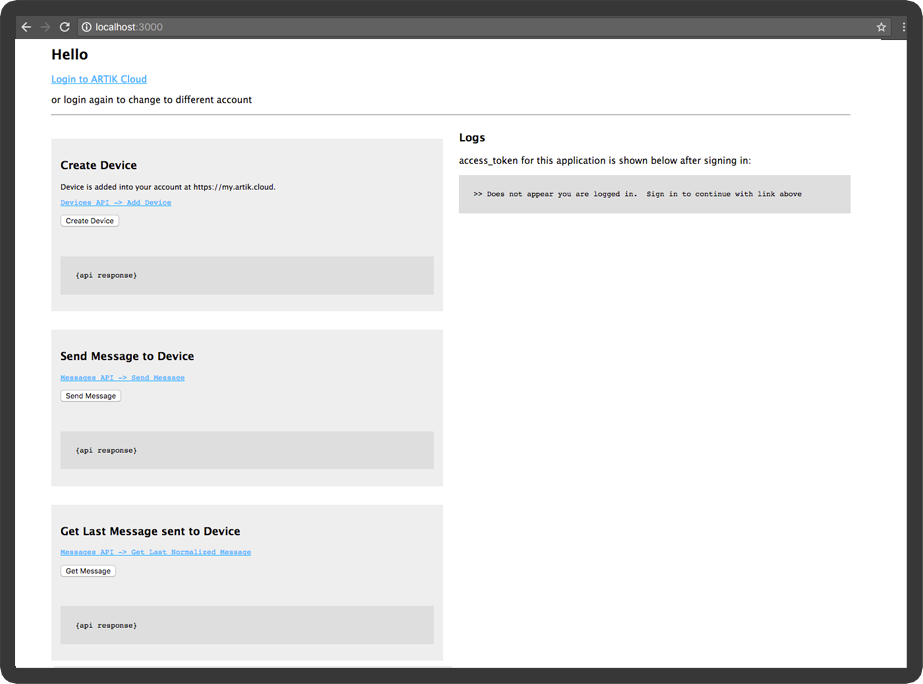 localhost:3000
Hello
Login to ARTIK Cloud
or login again to change to different account
Create Device
Device is added into your account at https://my.artik.cloud.
Devices API -> Add Device
Create Device
{api response}
Send Message to Device
Messages API -> Send Message
Send Message
{api response}
Get Last Message sent to Device
Messages API -> Get Last Normalized Message
Get Message
{api response}
Logs
access_token for this application is shown below after signing in:
>> Does not appear you are logged in.  Sign in to continue with link above